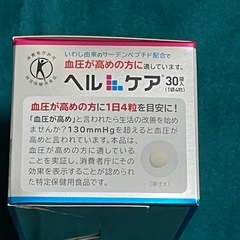 いわし由来のサーデンペプチド配合で
血圧が高めの方に適しています。
ヘルケア 30袋入
(1袋4粒)
血圧が高めの方に1日4粒を目安に!
「血圧が高め」と言われたら生活の改善を始め
ませんか?130mmHgを超えると血圧が
高めと言われています。本品は、
血圧が高めの方に適している
ことを実証し、消費者庁にその
効果を表示することが認め
られた特定保健用食品です。